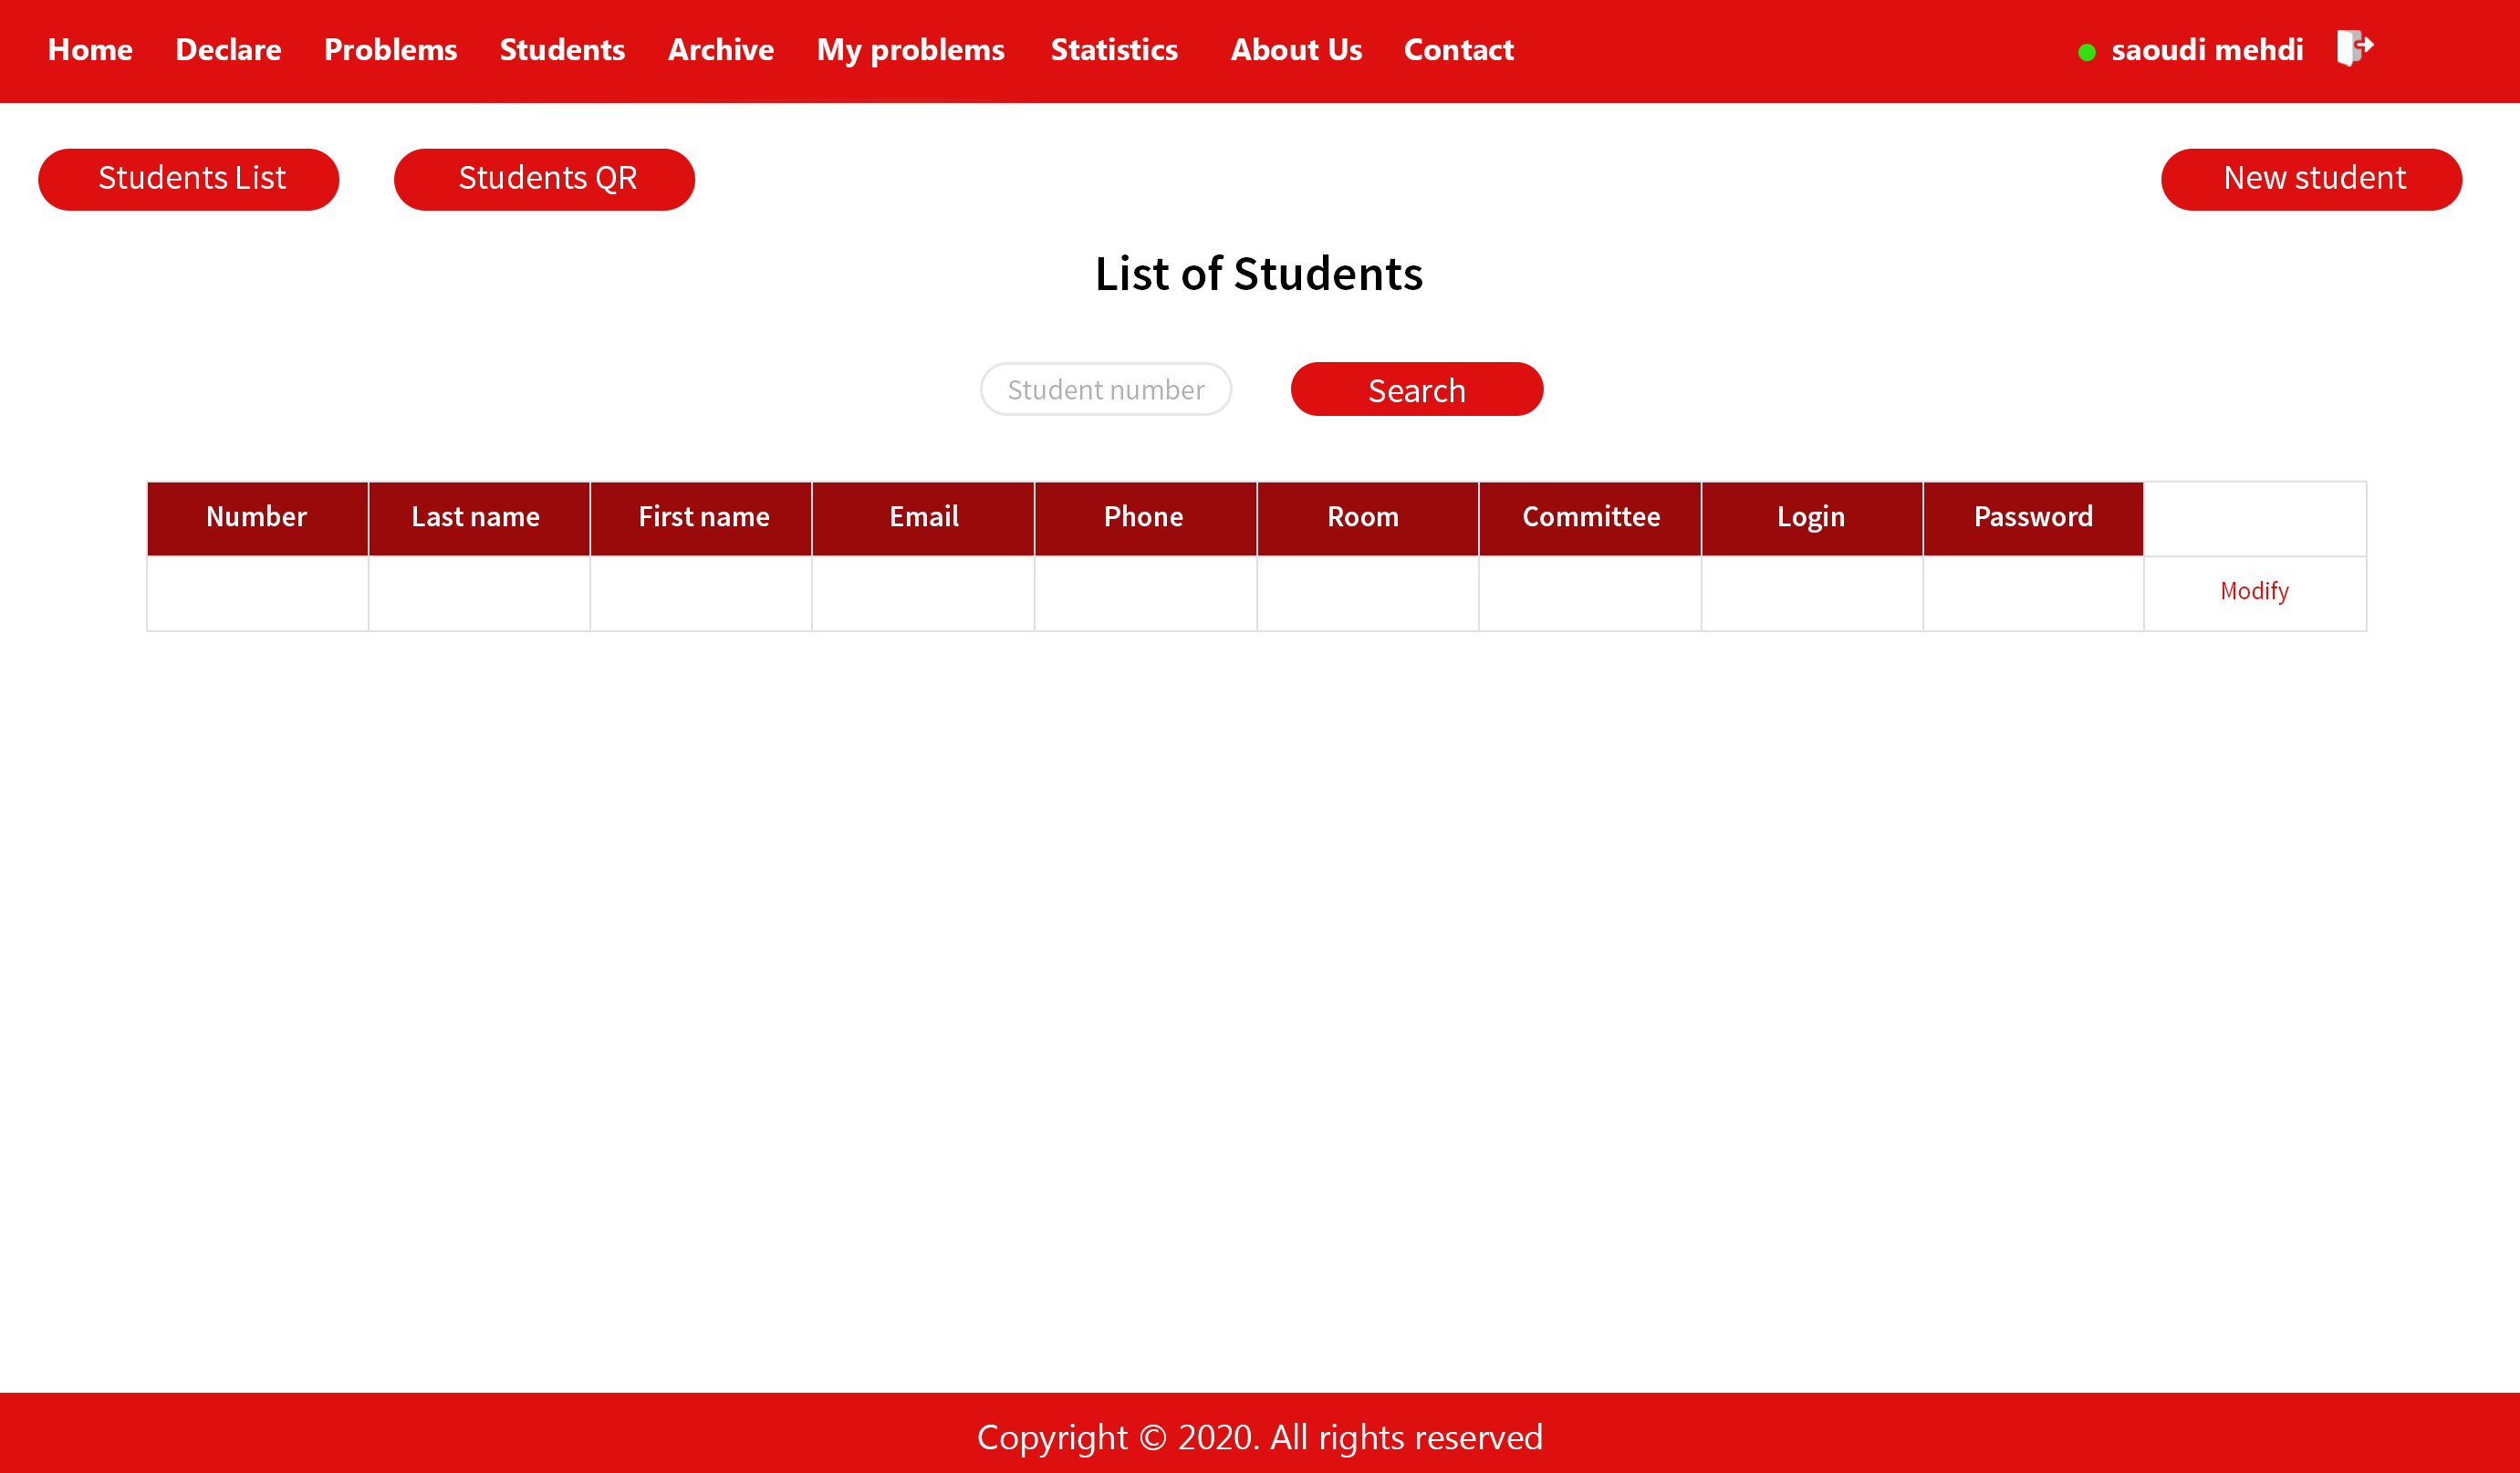 Home Declare Problems Students Archive My problems Statistics About Us Contact saoudi mehdi
Students List Students QR New student
List of Students
Student number Search
Number Last name First name Email Phone Room Committee Login Password
Modify
Copyright © 2020. All rights reserved